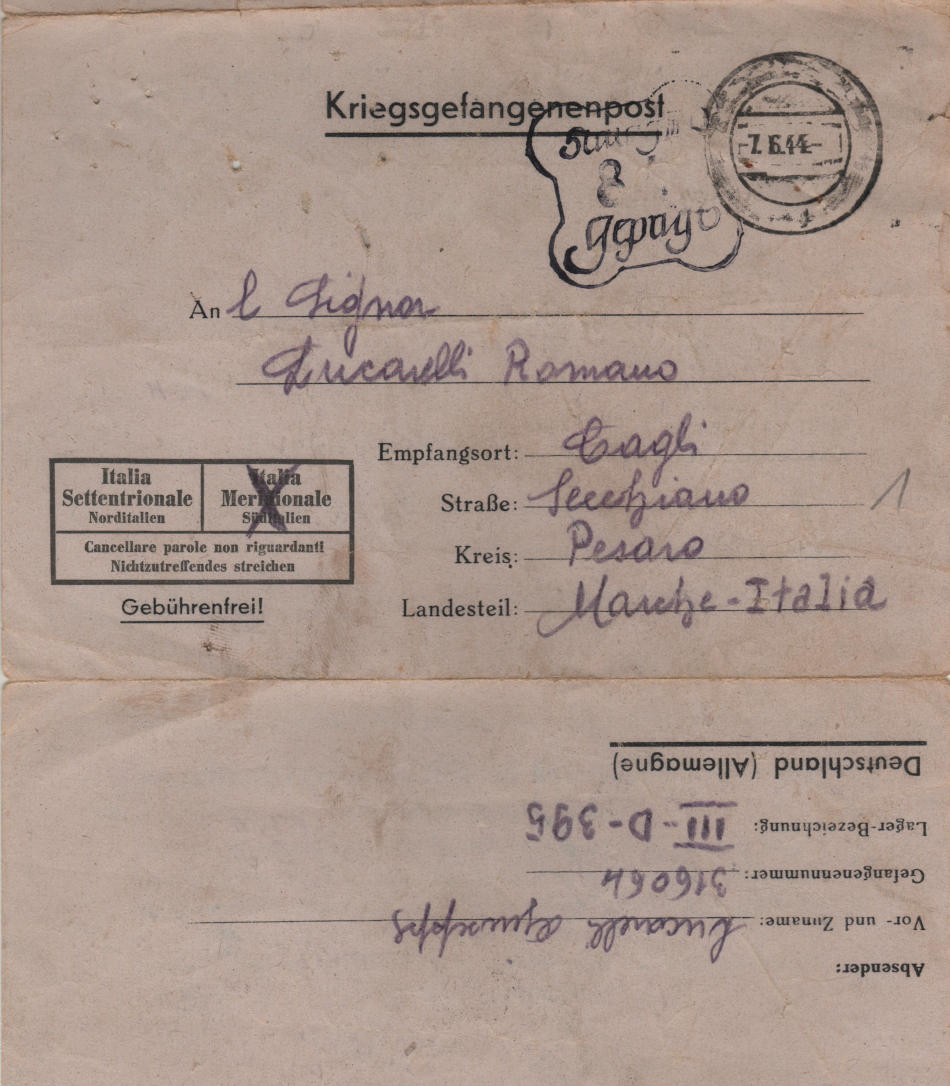 Kriegsgefangenenpost
8
geprüft
7.6.44
An l Signor
Lucarelli Romano
Empfangsort: Cagli
Straße: Secchiano
Kreis: Pesaro
Landesteil: Marche-Italia
1
Italia Settentrionale
Norditalien
Italia Meridionale
Süditalien
Cancellare parole non riguardanti
Nichtzutreffendes streichen
Gebührenfrei!
Absender:
Vor- und Zuname: Lucarelli Giuseppe
Gefangenennummer: 316064
Lager-Bezeichnung: III-D-395
Deutschland (Allemagne)